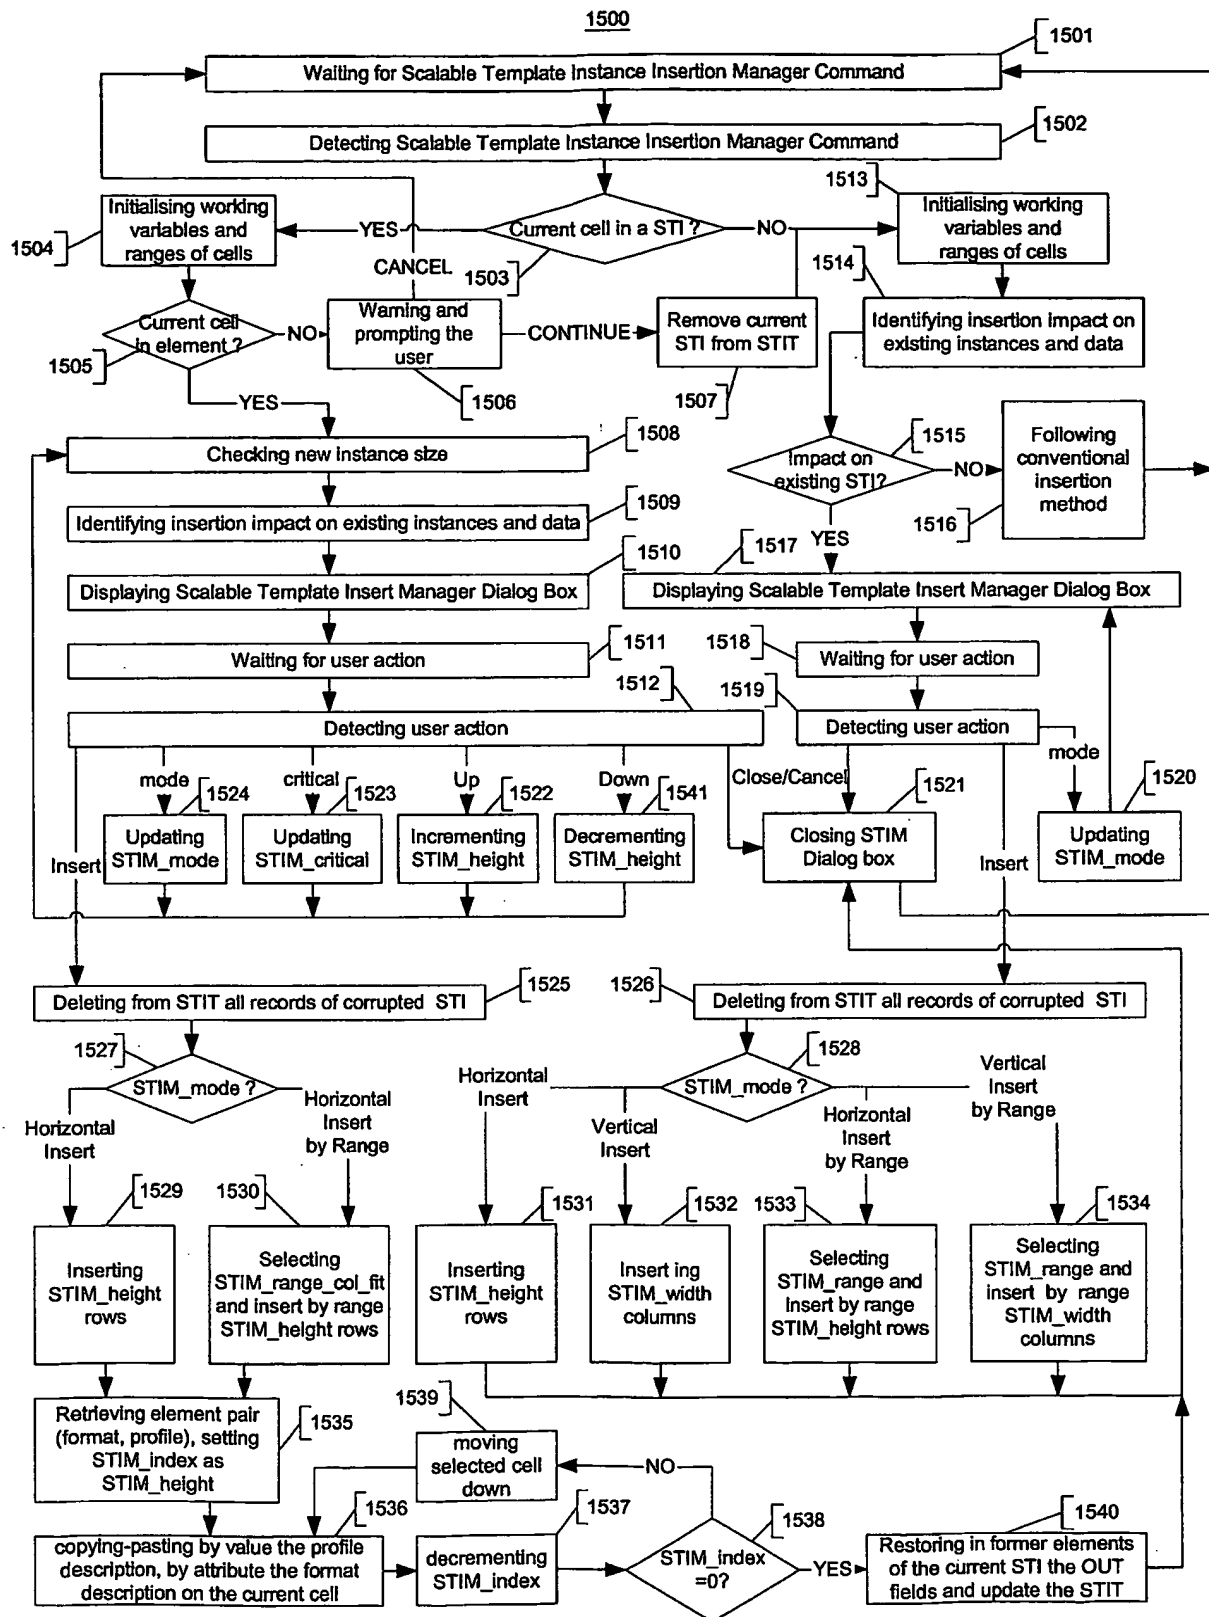 1500
1501
Waiting for Scalable Template Instance Insertion Manager Command
1502
Detecting Scalable Template Instance Insertion Manager Command
1513
Initialising working
variables and
ranges of cells
1504
YES
Current cell in a STI ?
NO
Initialising working
variables and
ranges of cells
1503
CANCEL
1514
Current cell
in element ?
1505
NO
Warning and
prompting the
user
1506
CONTINUE
Remove current
STI from STIT
1507
Identifying insertion impact on
existing instances and data
YES
1508
Checking new instance size
1515
Impact on
existing STI?
NO
Following
conventional
insertion
method
1516
1509
Identifying insertion impact on existing instances and data
YES
1510
1517
Displaying Scalable Template Insert Manager Dialog Box
Displaying Scalable Template Insert Manager Dialog Box
1511
Waiting for user action
1518
Waiting for user action
1512
Detecting user action
1519
Detecting user action
mode
critical
Up
Down
Close/Cancel
mode
1524
1523
1522
1541
1521
1520
Insert
Updating
STIM_mode
Updating
STIM_critical
Incrementing
STIM_height
Decrementing
STIM_height
Closing STIM
Dialog box
Insert
Updating
STIM_mode
1525
Deleting from STIT all records of corrupted STI
1526
Deleting from STIT all records of corrupted STI
1527
STIM_mode ?
1528
STIM_mode ?
Horizontal
Insert
Horizontal
Insert
by Range
Horizontal
Insert
Vertical
Insert
Horizontal
Insert
by Range
Vertical
Insert
by Range
1529
1530
1531
1532
1533
1534
Inserting
STIM_height
rows
Selecting
STIM_range_col_fit
and insert by range
STIM_height rows
Inserting
STIM_height
rows
Insert ing
STIM_width
columns
Selecting
STIM_range and
Insert by range
STIM_height rows
Selecting
STIM_range and
insert by range
STIM_width
columns
Retrieving element pair
(format, profile), setting
STIM_index as
STIM_height
1535
1539
moving
selected cell
down
NO
1536
copying-pasting by value the profile
description, by attribute the format
description on the current cell
1537
decrementing
STIM_index
1538
STIM_index
=0?
YES
1540
Restoring in former elements
of the current STI the OUT
fields and update the STIT